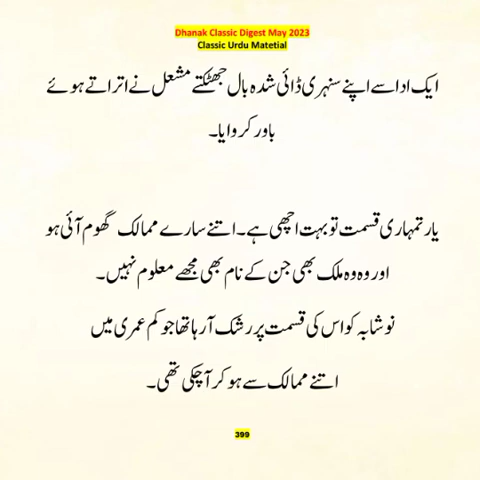 Dhanak Classic Digest May 2023
Classic Urdu Matetial
ایک ادا سے اپنے سنہری ڈائی شدہ بال جھٹکتے مشعل نے اتراتے ہوئے
باور کروایا۔
یار تمہاری قسمت تو بہت اچھی ہے۔ اتنے سارے ممالک گھوم آئی ہو
اور وہ وہ ملک بھی جن کے نام بھی مجھے معلوم نہیں۔
نوشابہ کو اس کی قسمت پر رشک آ رہا تھا جو کم عمری میں
اتنے ممالک سے ہو کر آ چکی تھی۔
399